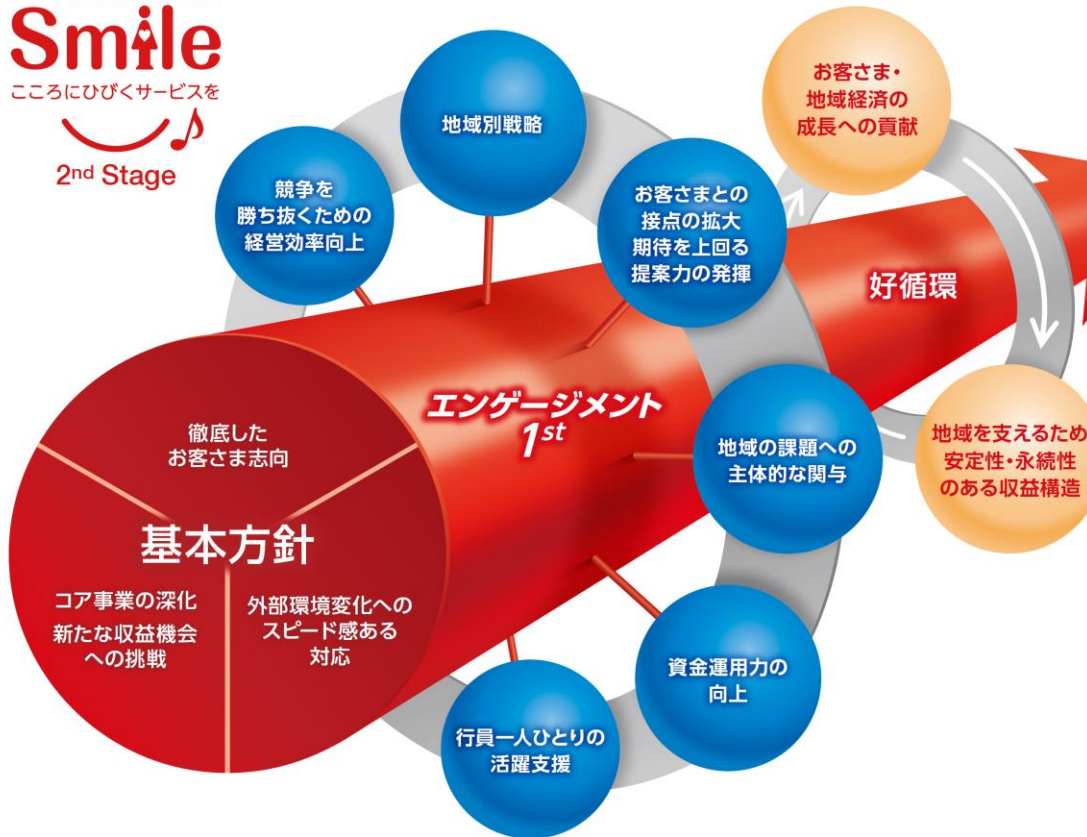 Smile
こころにひびくサービスを
2nd Stage
地域別戦略
競争を
勝ち抜くための
経営効率向上
お客さまとの
接点の拡大
期待を上回る
提案力の発揮
お客さま・
地域経済の
成長への貢献
好循環
エンゲージメント
1st
地域の課題への
主体的な関与
地域を支えるため
安定性・永続性
のある収益構造
徹底した
お客さま志向
基本方針
コア事業の深化
新たな収益機会
への挑戦
外部環境変化への
スピード感ある
対応
資金運用力の
向上
行員一人ひとりの
活躍支援